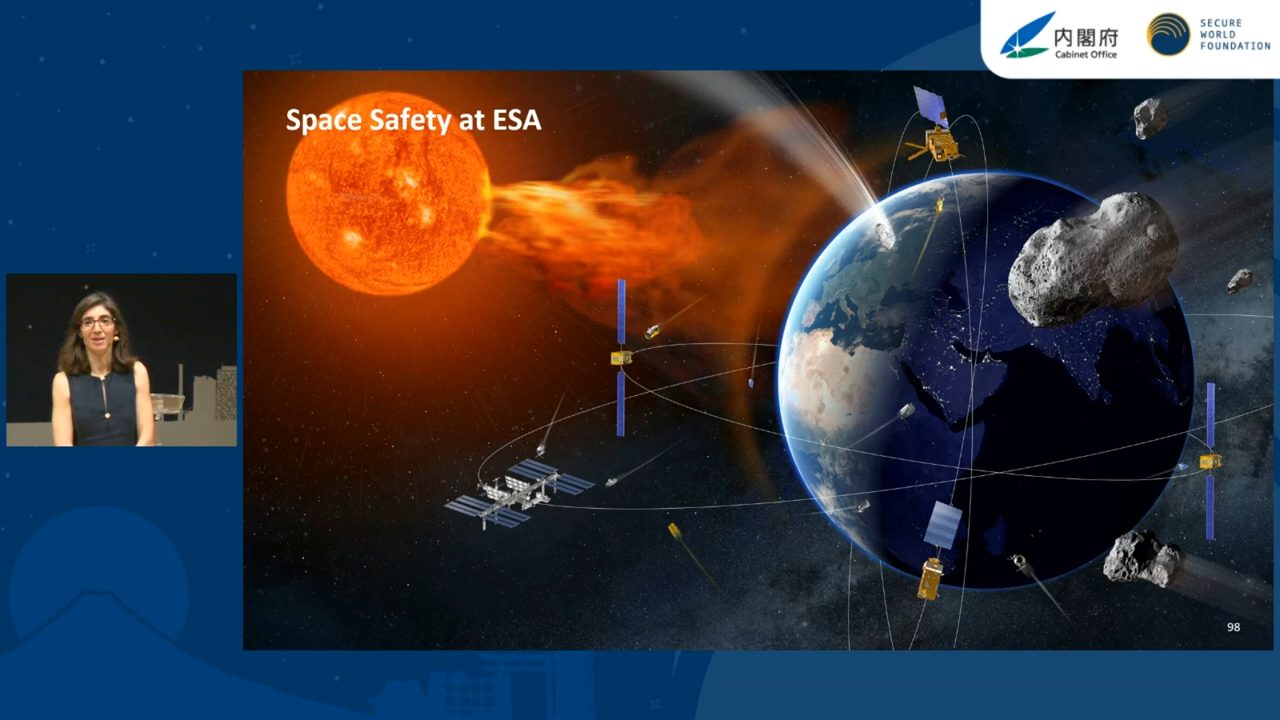 内閣府
Cabinet Office
SECURE
WORLD
FOUNDATION
Space Safety at ESA
98